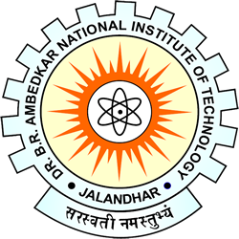 DR. B.R. AMBEDKAR NATIONAL INSTITUTE OF TECHNOLOGY
JALANDHAR
सरस्वती नमस्तुभ्यं